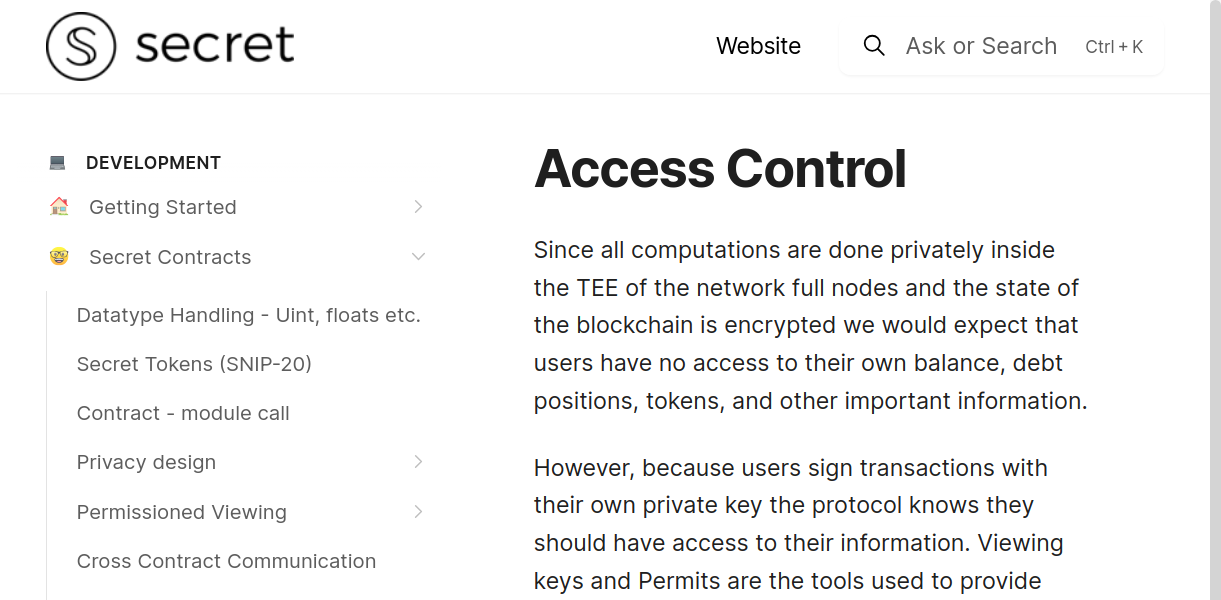 secret
Website
Ask or Search
Ctrl + K
DEVELOPMENT
Getting Started
Secret Contracts
Datatype Handling - Uint, floats etc.
Secret Tokens (SNIP-20)
Contract - module call
Privacy design
Permissioned Viewing
Cross Contract Communication
Access Control
Since all computations are done privately inside
the TEE of the network full nodes and the state of
the blockchain is encrypted we would expect that
users have no access to their own balance, debt
positions, tokens, and other important information.
However, because users sign transactions with
their own private key the protocol knows they
should have access to their information. Viewing
keys and Permits are the tools used to provide